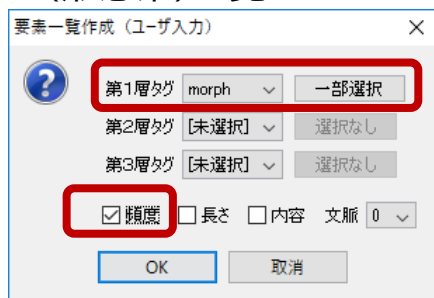 要素一覧作成（ユーザ入力）
第1層タグ morph 一部選択
第2層タグ [未選択] 選択なし
第3層タグ [未選択] 選択なし
頻度 長さ 内容 文脈 0
OK 取消